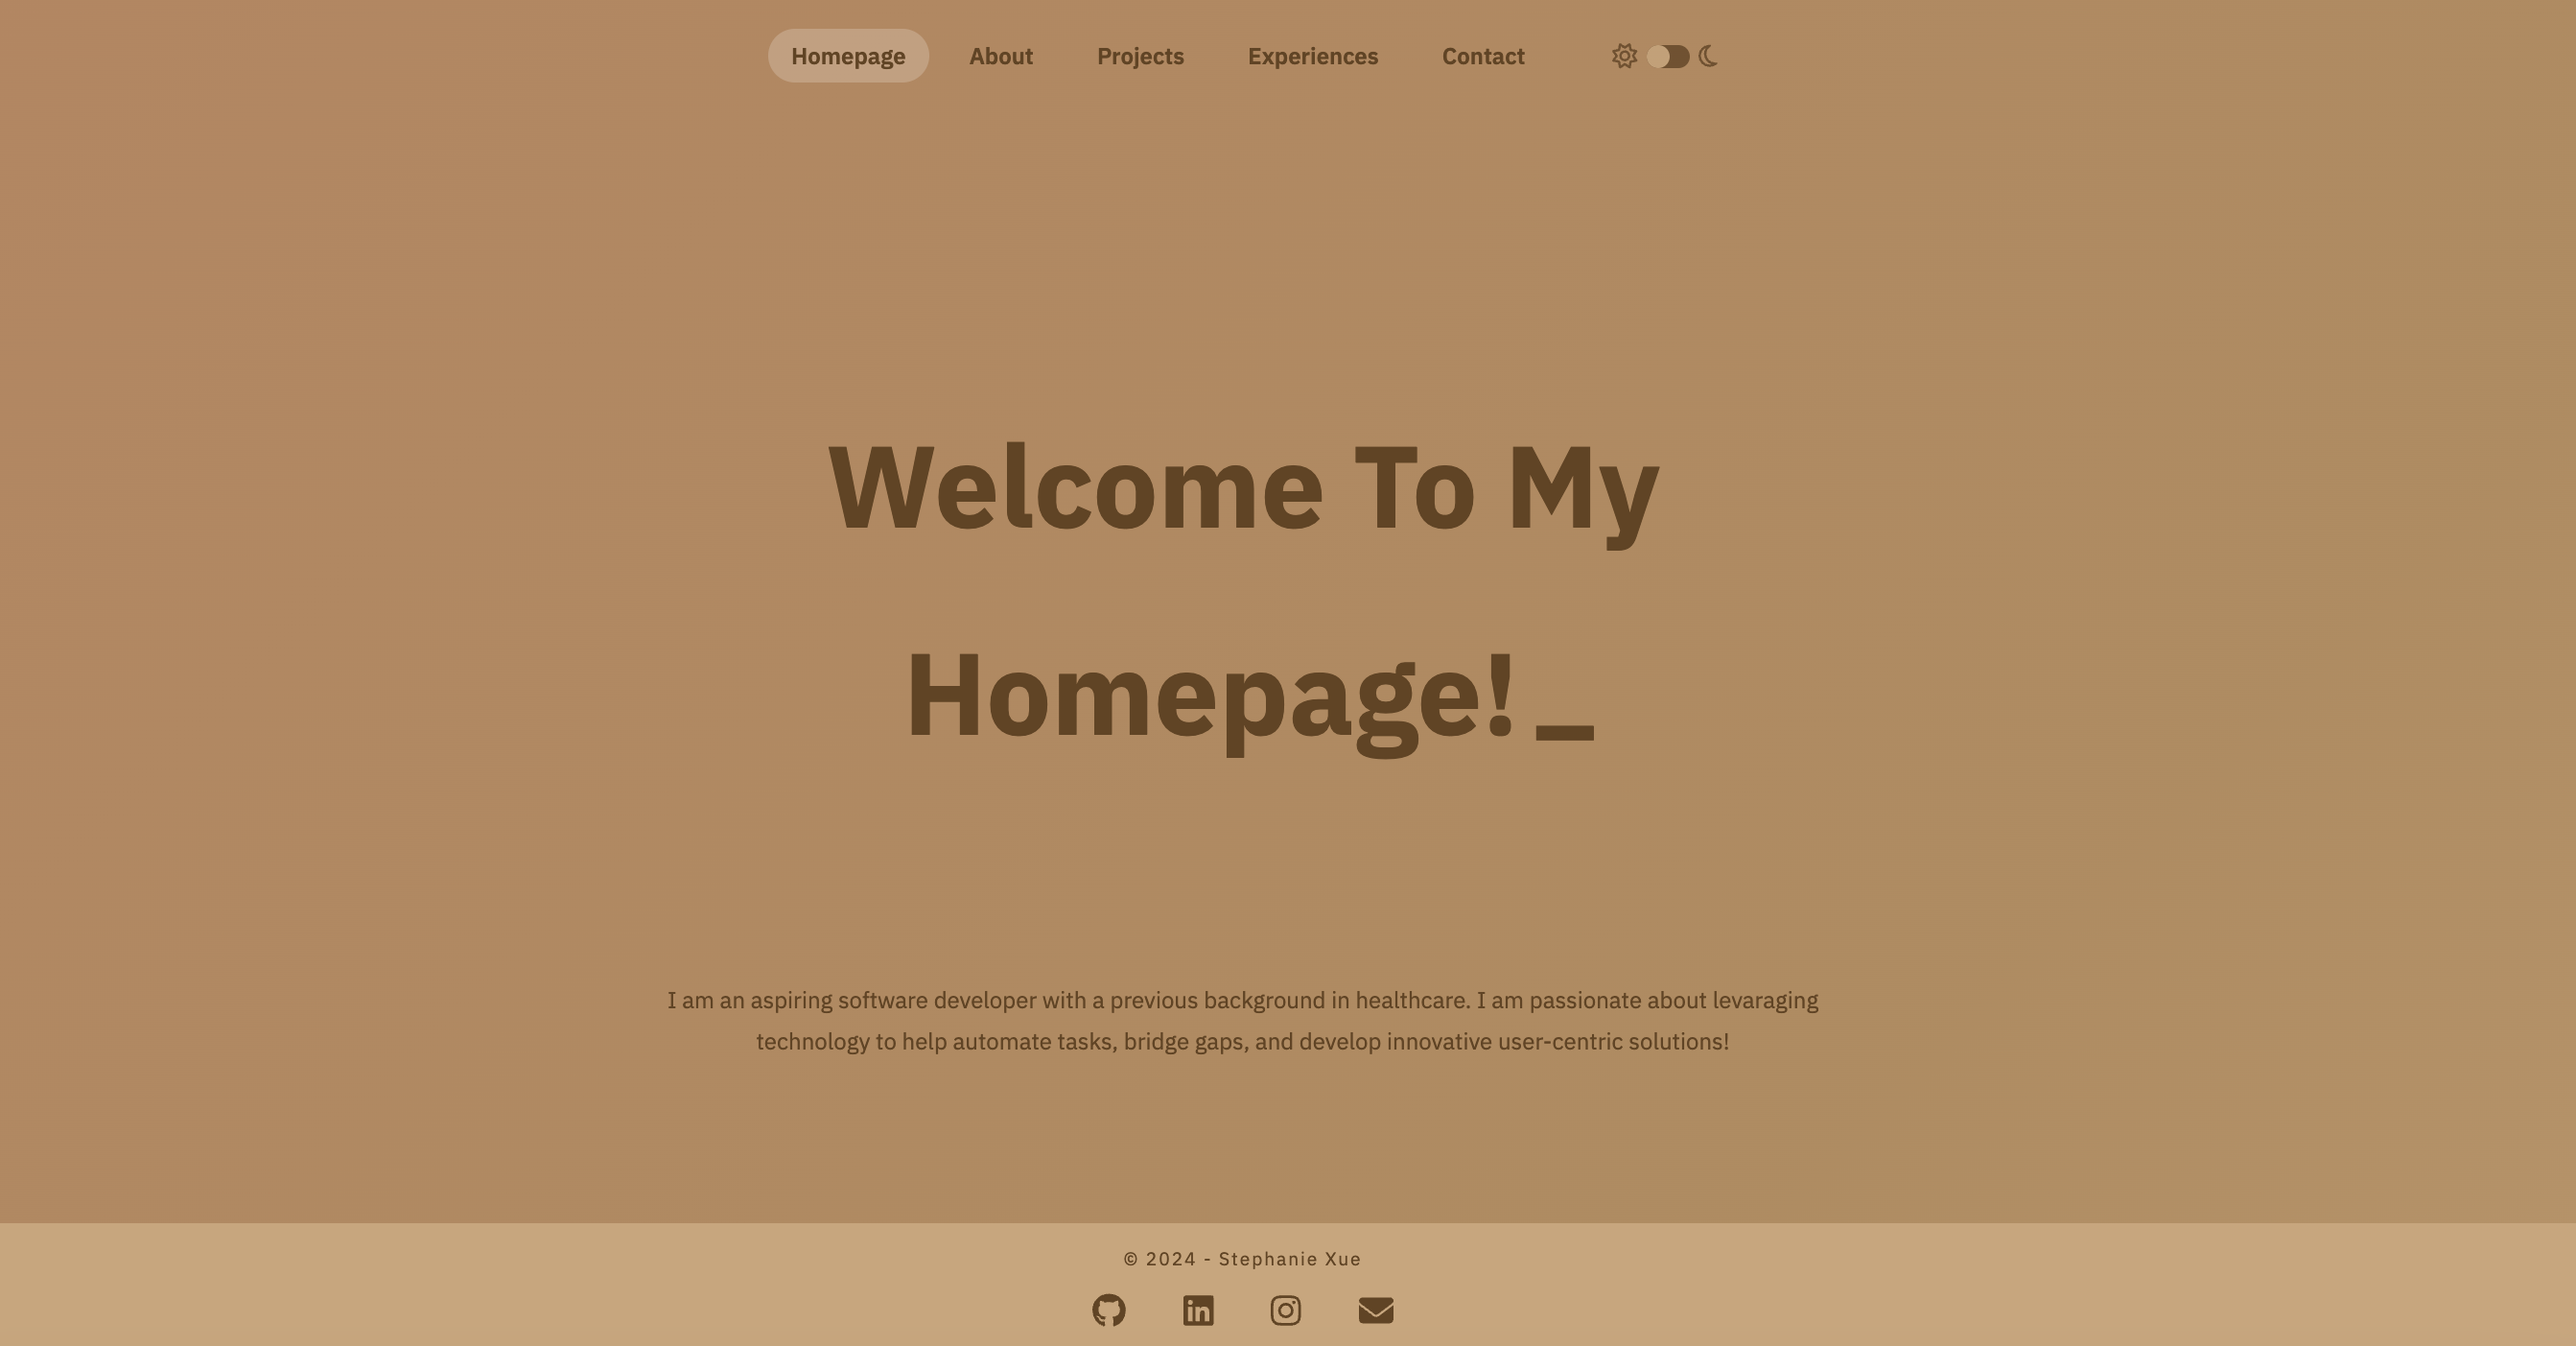 Homepage About Projects Experiences Contact
Welcome To My
Homepage! _
I am an aspiring software developer with a previous background in healthcare. I am passionate about levaraging
technology to help automate tasks, bridge gaps, and develop innovative user-centric solutions!
© 2024 - Stephanie Xue